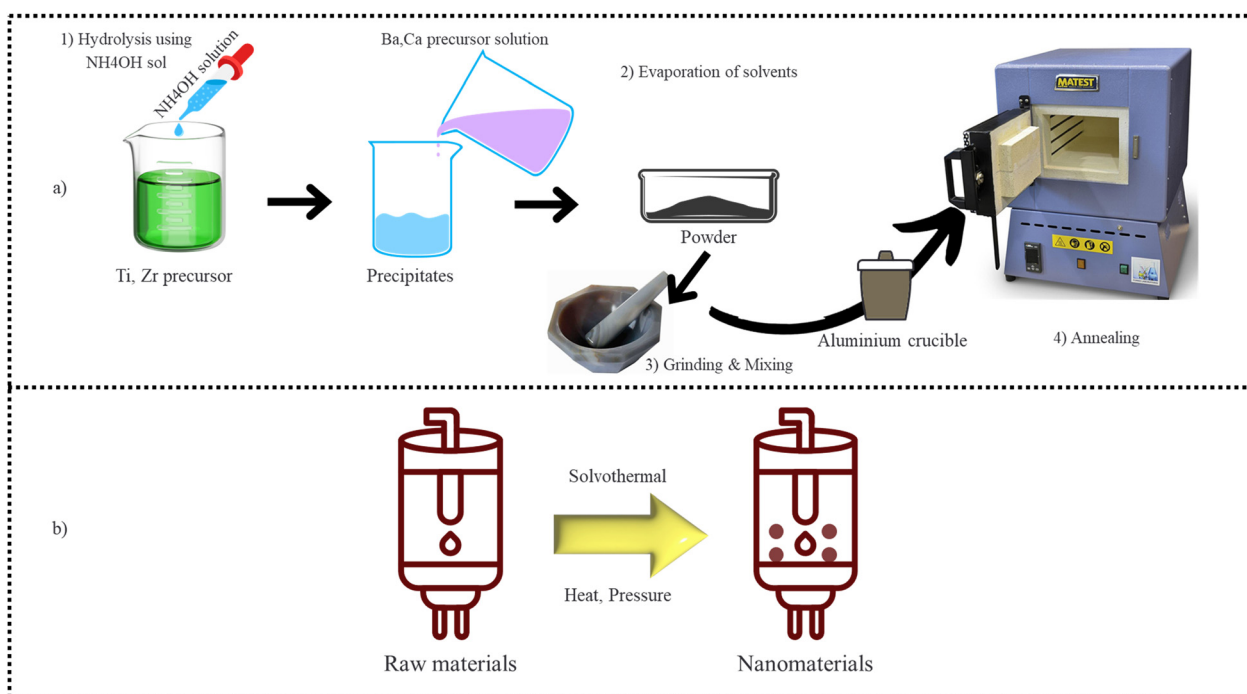 1) Hydrolysis using
NH4OH sol
NH4OH solution
Ba,Ca precursor solution
2) Evaporation of solvents
MATEST
a)
Powder
Ti, Zr precursor
Precipitates
Aluminium crucible
4) Annealing
3) Grinding & Mixing
Solvothermal
b)
Heat, Pressure
Raw materials
Nanomaterials